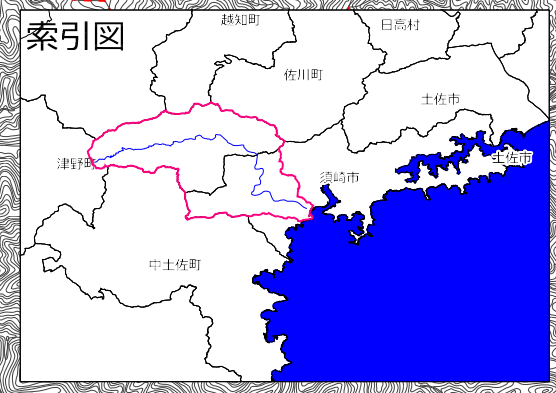 索引図
越知町
日高村
佐川町
土佐市
土佐市
津野町
須崎市
中土佐町